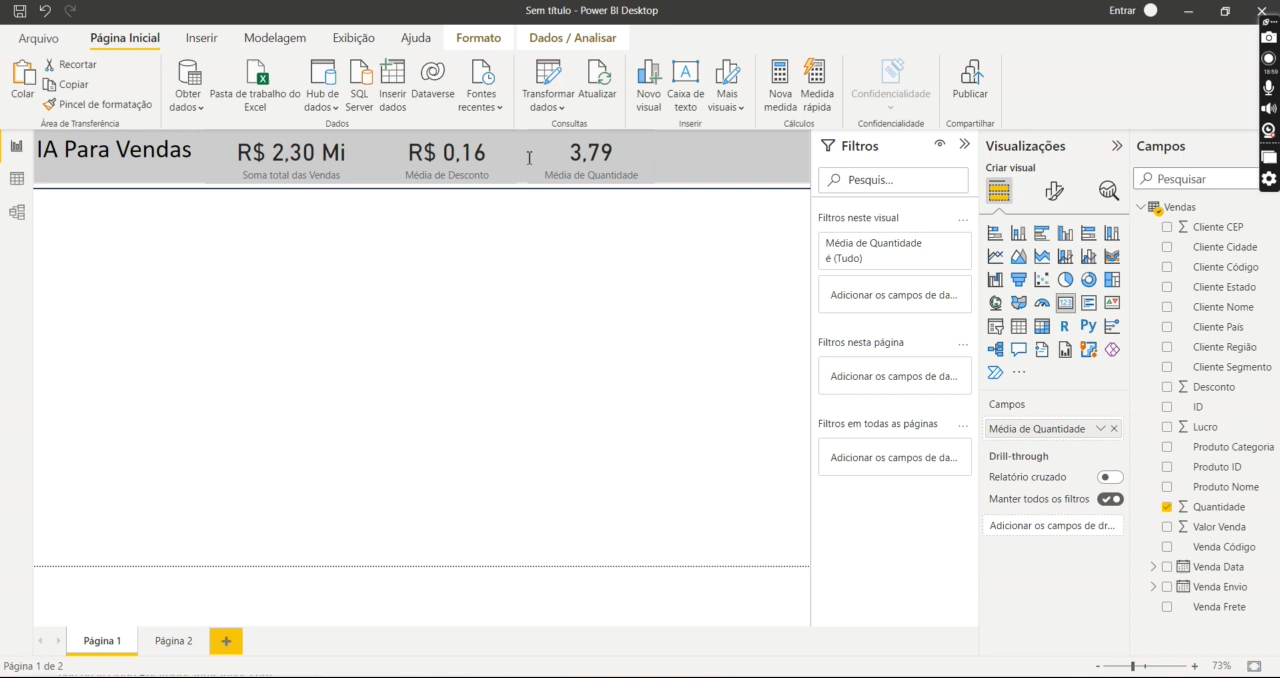 Sem título - Power BI Desktop
Entrar
Arquivo
Página Inicial
Inserir
Modelagem
Exibição
Ajuda
Formato
Dados / Analisar
Colar
Recortar
Copiar
Pincel de formatação
Área de Transferência
Obter dados
Pasta de trabalho do Excel
Hub de dados
SQL Server
Inserir dados
Dataverse
Fontes recentes
Dados
Transformar dados
Atualizar
Consultas
Novo visual
Caixa de texto
Mais visuais
Inserir
Nova medida
Medida rápida
Cálculos
Confidencialidade
Confidencialidade
Publicar
Compartilhar
18:59
IA Para Vendas
R$ 2,30 Mi
Soma total das Vendas
R$ 0,16
Média de Desconto
3,79
Média de Quantidade
Filtros
Pesquis...
Filtros neste visual
...
Média de Quantidade
é (Tudo)
Adicionar os campos de da...
Filtros nesta página
...
Adicionar os campos de da...
Filtros em todas as páginas
...
Adicionar os campos de da...
Visualizações
Criar visual
123
R
Py
...
Campos
Média de Quantidade
Drill-through
Relatório cruzado
Manter todos os filtros
Adicionar os campos de dr...
Campos
Pesquisar
Vendas
Σ Cliente CEP
Cliente Cidade
Cliente Código
Cliente Estado
Cliente Nome
Cliente País
Cliente Região
Cliente Segmento
Σ Desconto
ID
Σ Lucro
Produto Categoria
Produto ID
Produto Nome
Σ Quantidade
Σ Valor Venda
Venda Código
Venda Data
Venda Envio
Venda Frete
Página 1
Página 2
+
Página 1 de 2
- + 73%